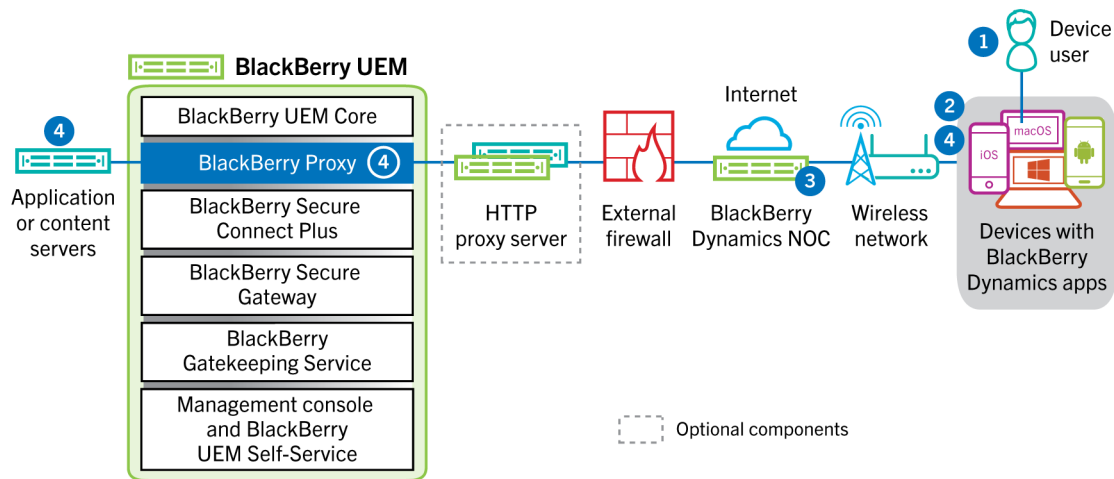 1
Device
user
BlackBerry UEM
BlackBerry UEM Core
4
BlackBerry Proxy
4
Application
or content
servers
BlackBerry Secure
Connect Plus
BlackBerry Secure
Gateway
BlackBerry
Gatekeeping Service
Management console
and BlackBerry
UEM Self-Service
HTTP
proxy server
External
firewall
Internet
3
BlackBerry
Dynamics NOC
Wireless
network
2
4
macOS
iOS
Devices with
BlackBerry
Dynamics apps
Optional components